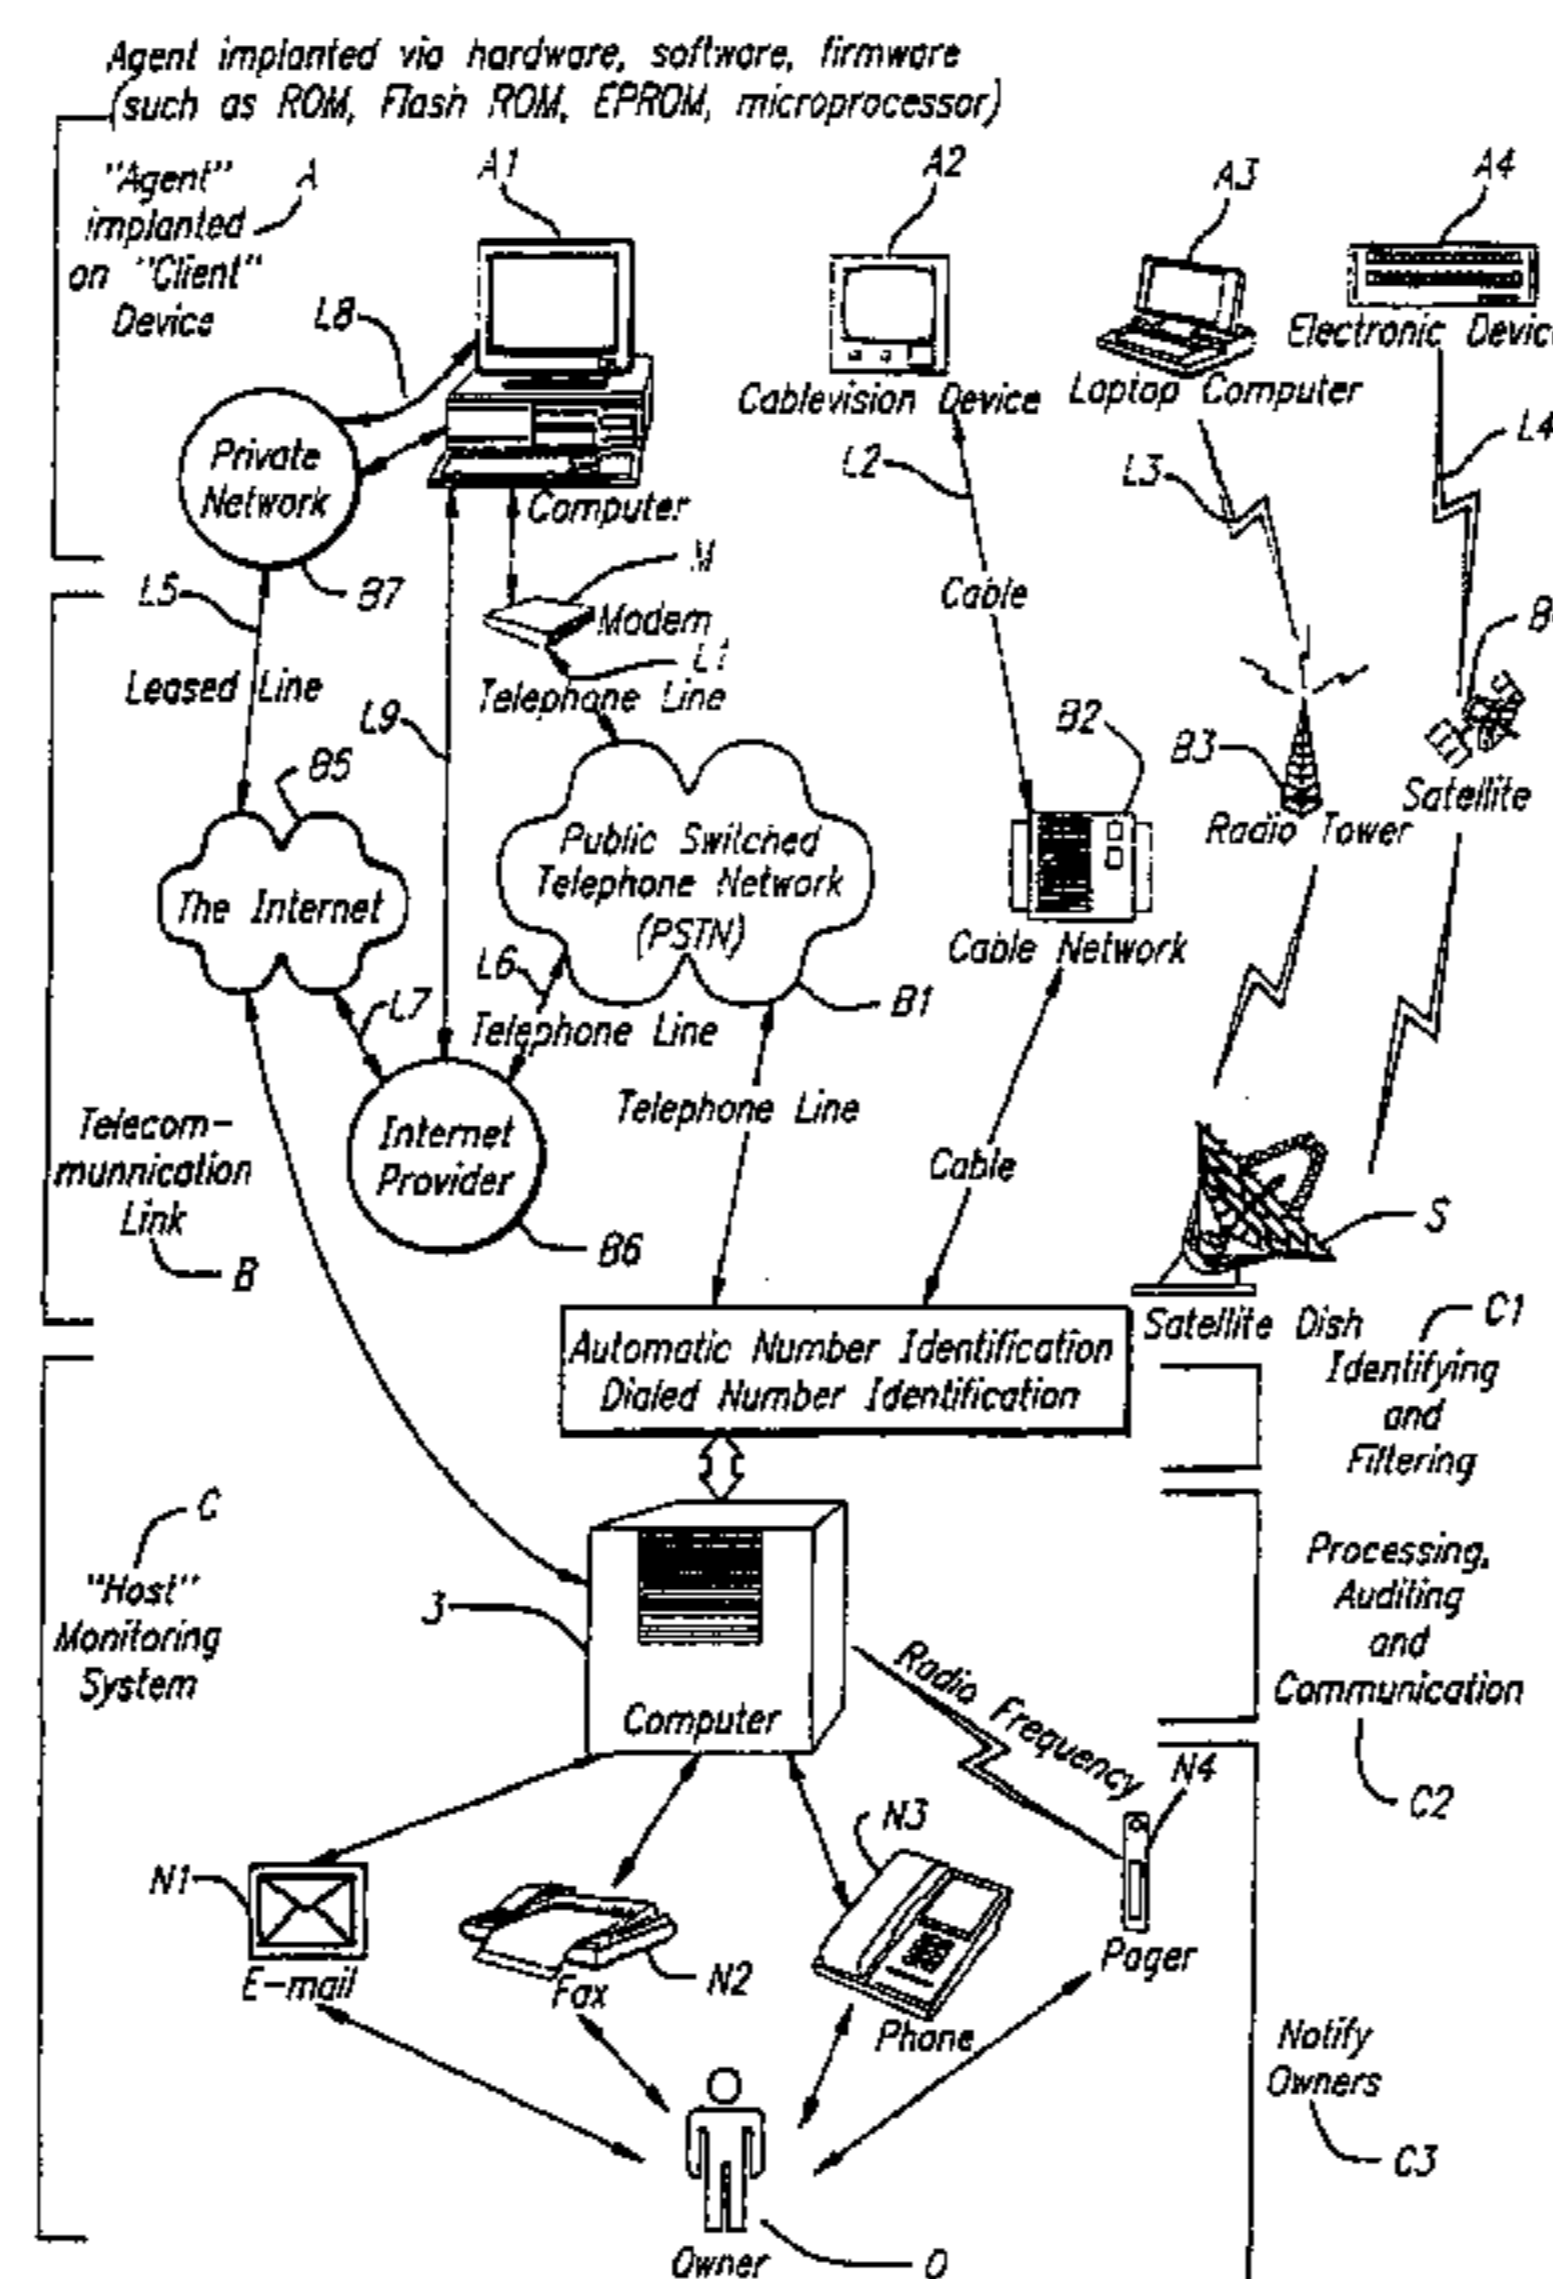 Agent implanted via hardware, software, firmware
(such as ROM, Flash ROM, EPROM, microprocessor)
"Agent"
implanted
on "Client"
Device
A
A1
A2
A3
A4
L8
Private
Network
Computer
Cablevision Device
Laptop Computer
Electronic Devic
L2
L3
L4
L5
B7
M
Modem
L1
Cable
Leased Line
Telephone Line
L9
B2
B3
B
Satellite
Radio Tower
B5
The Internet
Public Switched
Telephone Network
(PSTN)
Cable Network
L6
L7
B1
Telephone Line
Telephone Line
Telecom-
munnication
Link
B
Internet
Provider
B6
Cable
S
Satellite Dish
C1
Identifying
and
Filtering
Automatic Number Identification
Dialed Number Identification
C
"Host"
Monitoring
System
3
Computer
Radio Frequency
Processing,
Auditing
and
Communication
C2
N1
E-mail
Fax
N2
N3
Phone
N4
Pager
Notify
Owners
C3
Owner
O